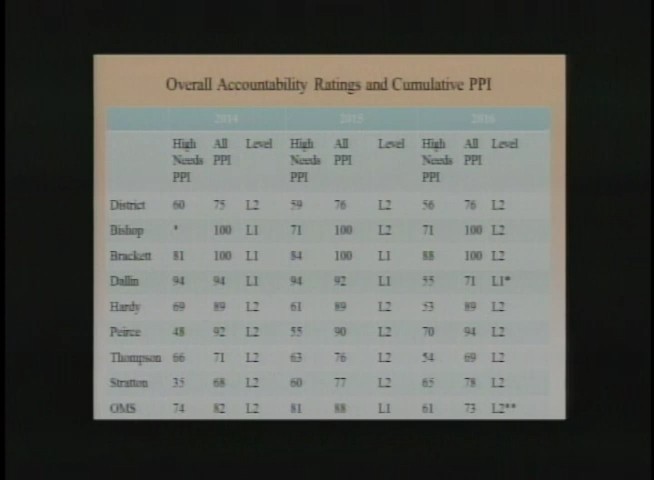 Overall Accountability Ratings and Cumulative PPI
2014 2015 2016
High Needs PPI All PPI Level High Needs PPI All PPI Level High Needs PPI All PPI Level
District 60 75 L2 59 76 L2 56 76 L2
Bishop * 100 L1 71 100 L2 71 100 L2
Brackett 81 100 L1 84 100 L1 88 100 L2
Dallin 94 94 L1 94 92 L1 55 71 L1*
Hardy 69 89 L2 61 89 L2 53 89 L2
Peirce 48 92 L2 55 90 L2 70 94 L2
Thompson 66 71 L2 63 76 L2 54 69 L2
Stratton 35 68 L2 60 77 L2 65 78 L2
OMS 74 82 L2 81 88 L1 61 73 L2**